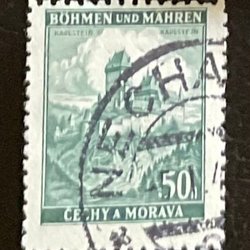 BÖHMEN UND MÄHREN
KARLSTEIN KARLŠTEJN
50h
ČECHY A MORAVA